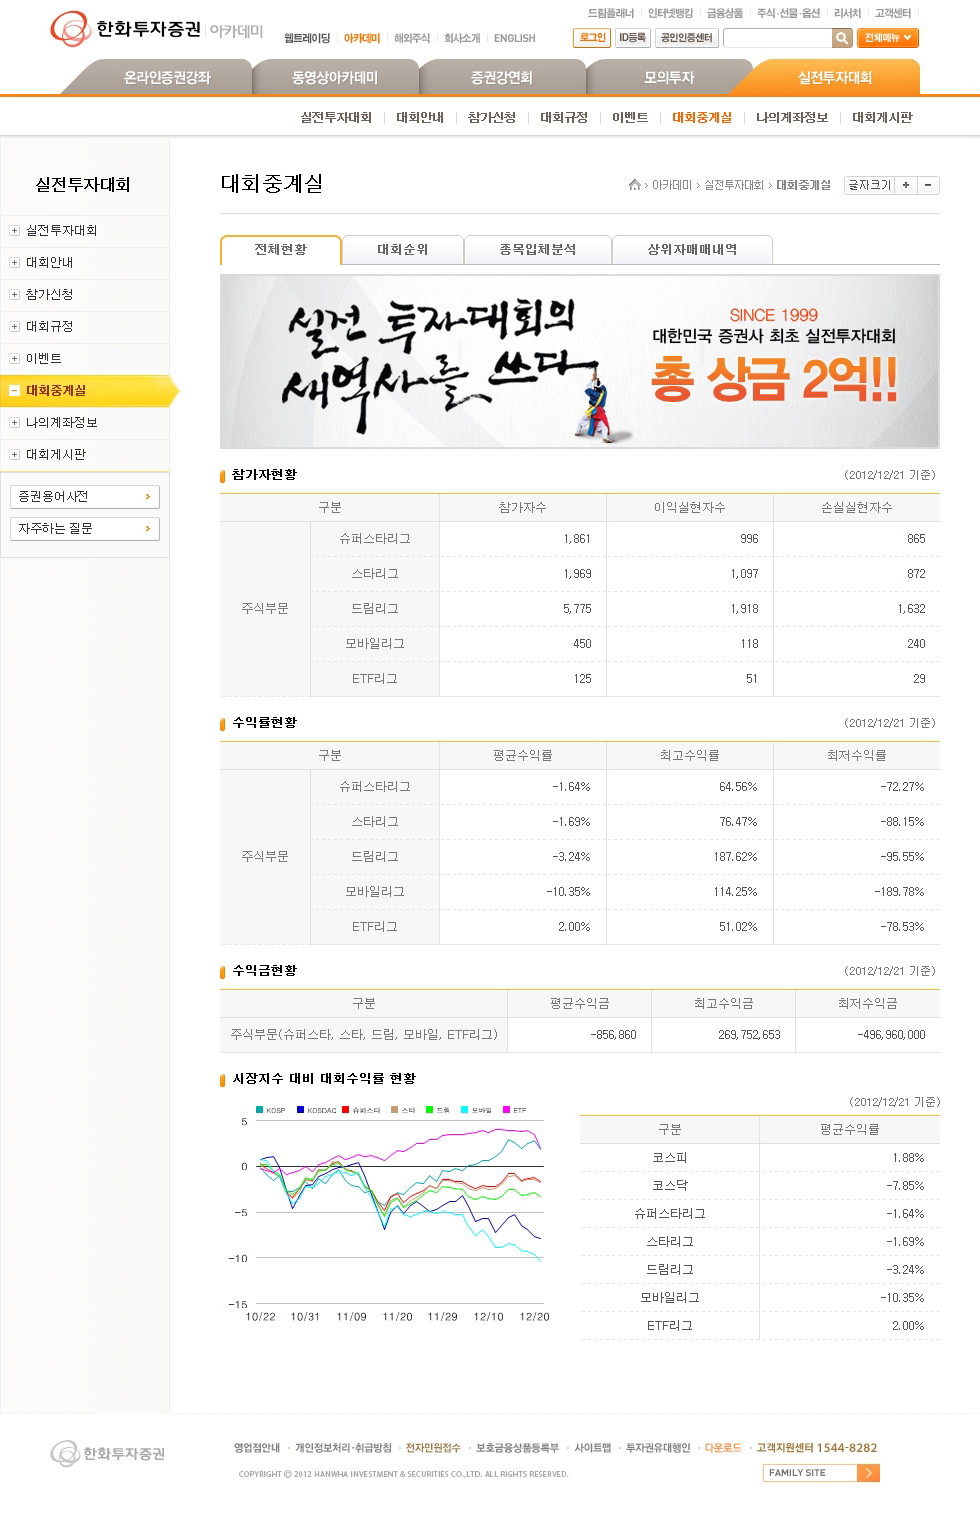 드림플래너 인터넷뱅킹 금융상품 주식·선물·옵션 리서치 고객센터
한화투자증권 아카데미 웹트레이딩 아카데미 해외주식 회사소개 ENGLISH 로그인 ID등록 공인인증센터 전체메뉴
온라인증권강좌 동영상아카데미 증권강연회 모의투자 실전투자대회
실전투자대회 대회안내 참가신청 대회규정 이벤트 대회중계실 나의계좌정보 대회게시판
실전투자대회
실전투자대회
대회안내
참가신청
대회규정
이벤트
대회중계실
나의계좌정보
대회게시판
증권용어사전
자주하는 질문
대회중계실
아카데미 > 실전투자대회 > 대회중계실 글자크기 + -
전체현황 대회순위 종목입체분석 상위자매매내역
실전 투자대회의
새역사를 쓰다
SINCE 1999
대한민국 증권사 최초 실전투자대회
총 상금 2억!!
참가자현황 (2012/12/21 기준)
구분 참가자수 이익실현자수 손실실현자수
주식부문
슈퍼스타리그 1,861 996 865
스타리그 1,969 1,097 872
드림리그 5,775 1,918 1,632
모바일리그 450 118 240
ETF리그 125 51 29
수익률현황 (2012/12/21 기준)
구분 평균수익률 최고수익률 최저수익률
주식부문
슈퍼스타리그 -1.64% 64.56% -72.27%
스타리그 -1.69% 76.47% -88.15%
드림리그 -3.24% 187.62% -95.55%
모바일리그 -10.35% 114.25% -189.78%
ETF리그 2.00% 51.02% -78.53%
수익금현황 (2012/12/21 기준)
구분 평균수익금 최고수익금 최저수익금
주식부문(슈퍼스타, 스타, 드림, 모바일, ETF리그) -856,860 269,752,653 -496,960,000
시장지수 대비 대회수익률 현황
KOSP KOSDAQ 슈퍼스타 스타 드림 모바일 ETF
5
0
-5
-10
-15
10/22 10/31 11/09 11/20 11/29 12/10 12/20
(2012/12/21 기준)
구분 평균수익률
코스피 1.88%
코스닥 -7.85%
슈퍼스타리그 -1.64%
스타리그 -1.69%
드림리그 -3.24%
모바일리그 -10.35%
ETF리그 2.00%
한화투자증권
영업점안내 · 개인정보처리·취급방침 · 전자민원접수 · 보호금융상품등록부 · 사이트맵 · 투자권유대행인 · 다운로드 · 고객지원센터 1544-8282
COPYRIGHT ⓒ 2012 HANWHA INVESTMENT & SECURITIES CO.,LTD. ALL RIGHTS RESERVED.
FAMILY SITE